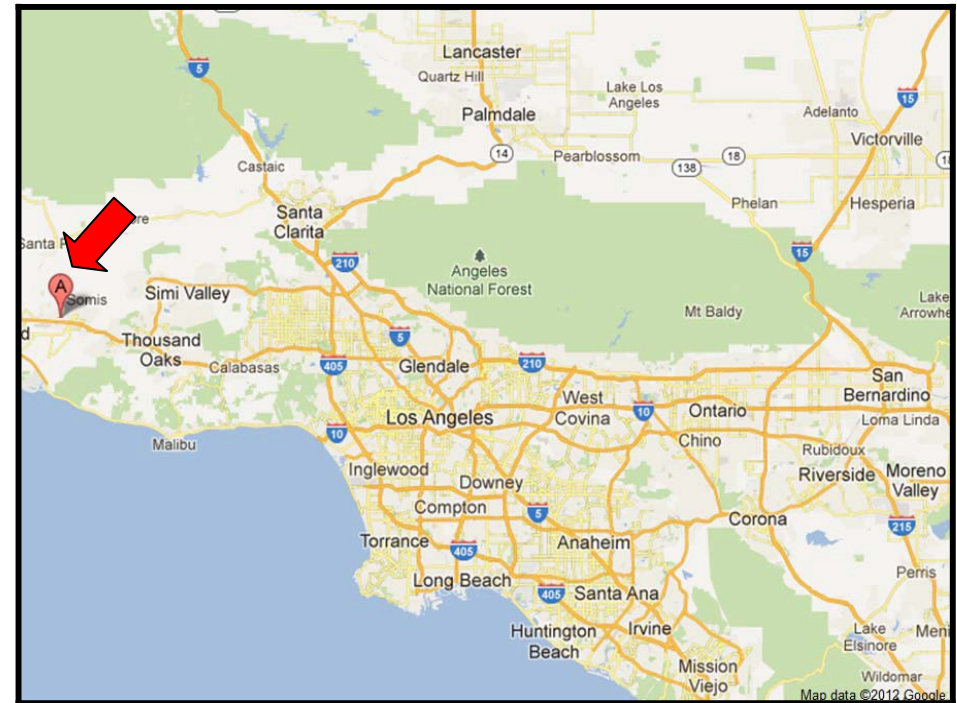 5
Lancaster
Quartz Hill
Lake Los
Angeles
15
Palmdale
Adelanto
Victorville
14
Pearblossom
138
18
Castaic
Phelan
Hesperia
Santa
Clarita
15
210
Angeles
National Forest
A
Somis
Simi Valley
Mt Baldy
Lake
Arrowhe
Thousand
Oaks
Calabasas
405
5
Glendale
210
San
Bernardino
West
Covina
10
Ontario
Los Angeles
Loma Linda
10
Malibu
Chino
Rubidoux
Inglewood
Riverside
Moreno
Valley
Downey
Compton
5
Corona
215
Torrance
405
Anaheim
Perris
Long Beach
405
Santa Ana
Huntington
Beach
Irvine
Lake
Elsinore
Meni
Mission
Viejo
Wildomar
Map data ©2012 Google